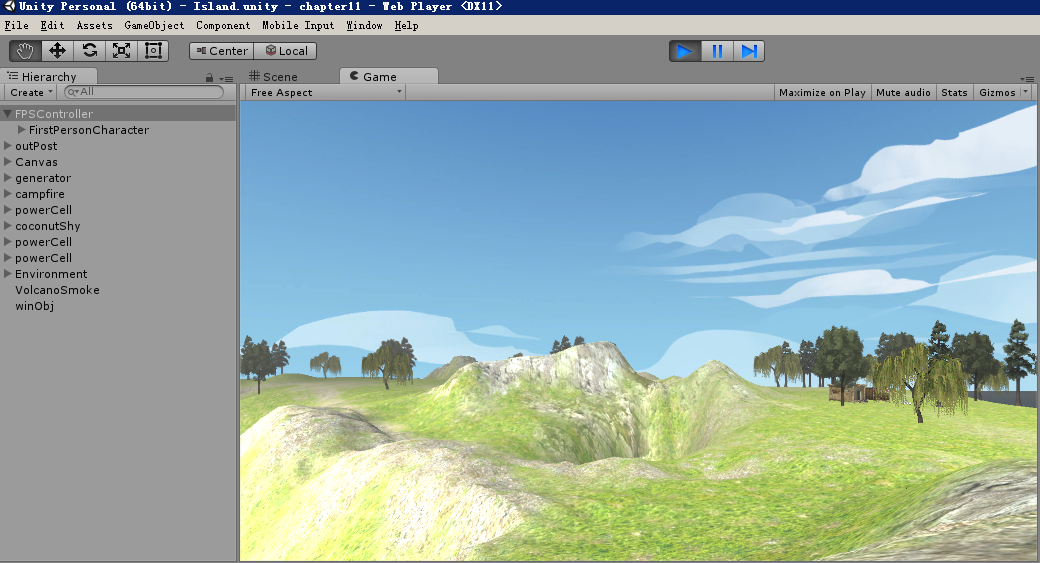 Unity Personal (64bit) - Island.unity - chapter11 - Web Player <DX11>
File Edit Assets GameObject Component Mobile Input Window Help
Center Local
Hierarchy Scene Game
Create All Free Aspect Maximize on Play Mute audio Stats Gizmos
FPSController
FirstPersonCharacter
outPost
Canvas
generator
campfire
powerCell
coconutShy
powerCell
powerCell
Environment
VolcanoSmoke
winObj